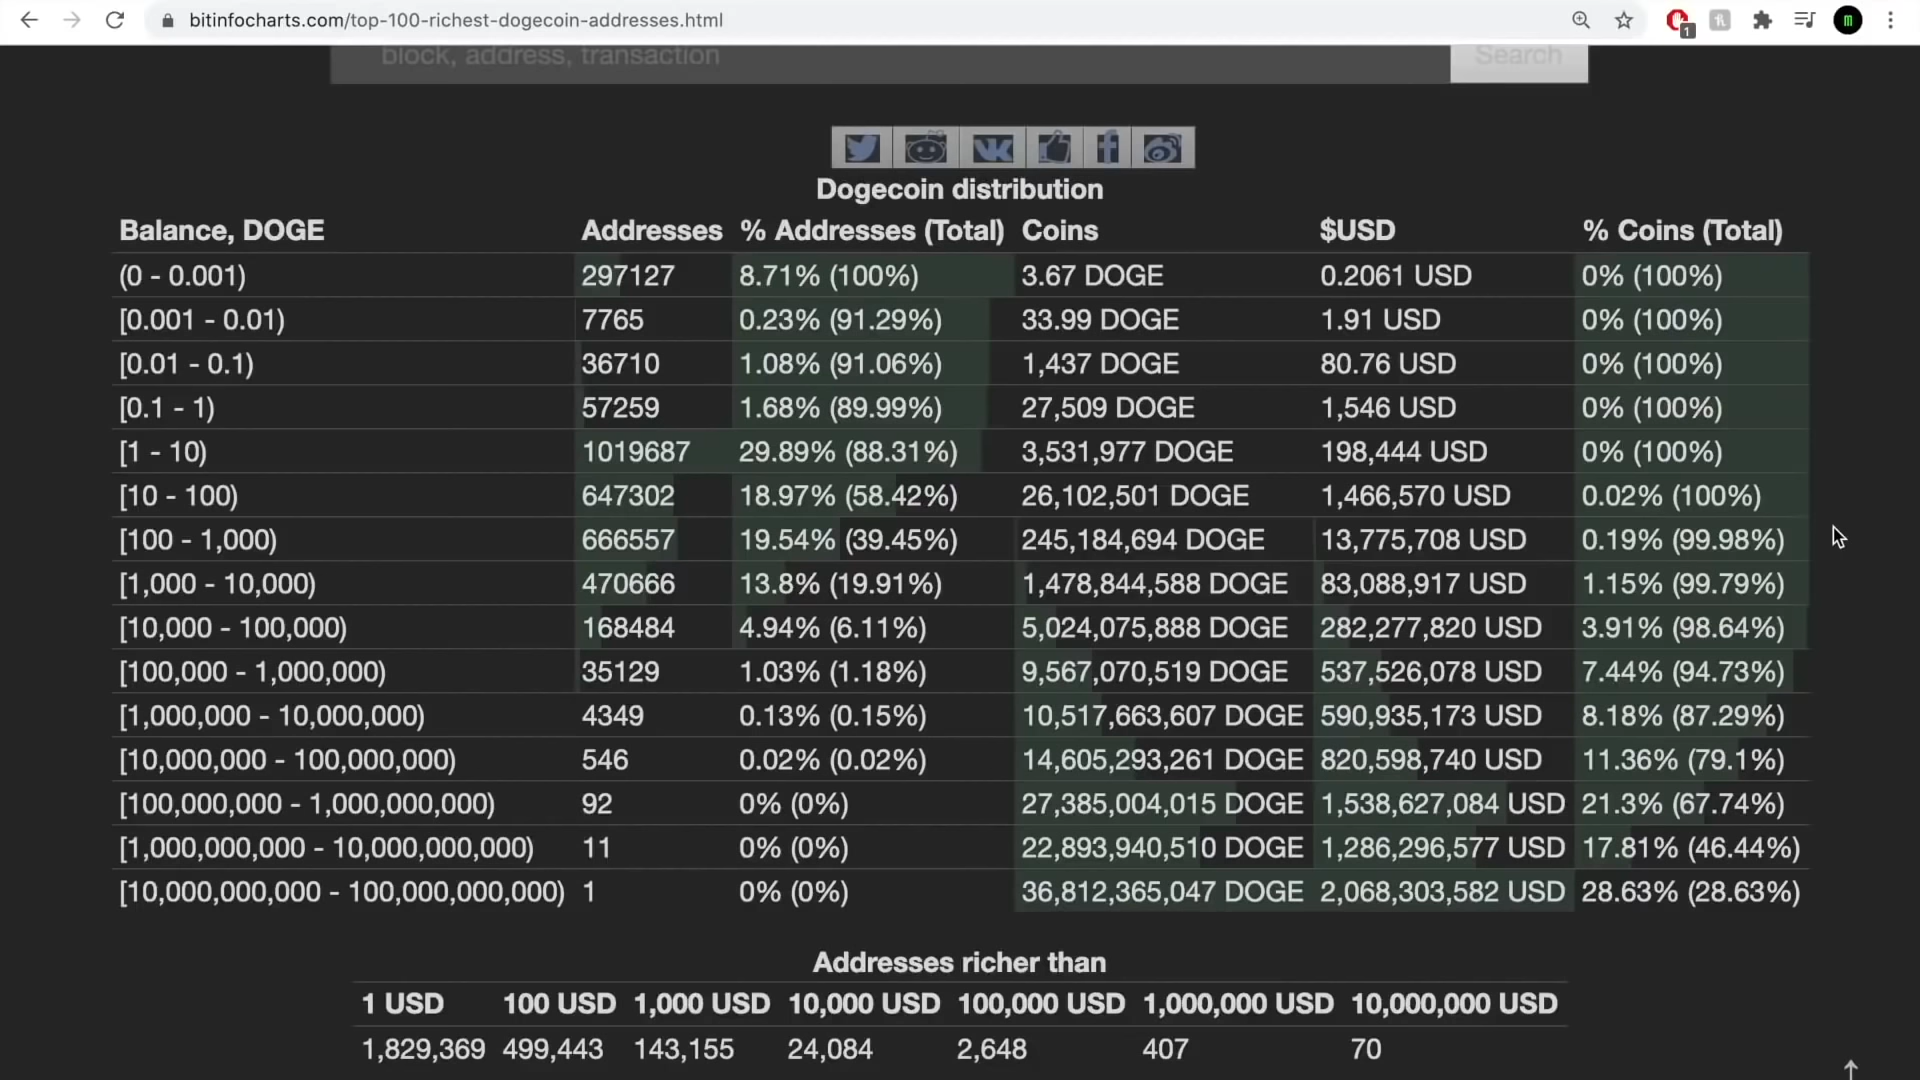 bitinfocharts.com/top-100-richest-dogecoin-addresses.html
1
m
block, address, transaction
Search
Dogecoin distribution
Balance, DOGE Addresses % Addresses (Total) Coins $USD % Coins (Total)
(0 - 0.001) 297127 8.71% (100%) 3.67 DOGE 0.2061 USD 0% (100%)
[0.001 - 0.01) 7765 0.23% (91.29%) 33.99 DOGE 1.91 USD 0% (100%)
[0.01 - 0.1) 36710 1.08% (91.06%) 1,437 DOGE 80.76 USD 0% (100%)
[0.1 - 1) 57259 1.68% (89.99%) 27,509 DOGE 1,546 USD 0% (100%)
[1 - 10) 1019687 29.89% (88.31%) 3,531,977 DOGE 198,444 USD 0% (100%)
[10 - 100) 647302 18.97% (58.42%) 26,102,501 DOGE 1,466,570 USD 0.02% (100%)
[100 - 1,000) 666557 19.54% (39.45%) 245,184,694 DOGE 13,775,708 USD 0.19% (99.98%)
[1,000 - 10,000) 470666 13.8% (19.91%) 1,478,844,588 DOGE 83,088,917 USD 1.15% (99.79%)
[10,000 - 100,000) 168484 4.94% (6.11%) 5,024,075,888 DOGE 282,277,820 USD 3.91% (98.64%)
[100,000 - 1,000,000) 35129 1.03% (1.18%) 9,567,070,519 DOGE 537,526,078 USD 7.44% (94.73%)
[1,000,000 - 10,000,000) 4349 0.13% (0.15%) 10,517,663,607 DOGE 590,935,173 USD 8.18% (87.29%)
[10,000,000 - 100,000,000) 546 0.02% (0.02%) 14,605,293,261 DOGE 820,598,740 USD 11.36% (79.1%)
[100,000,000 - 1,000,000,000) 92 0% (0%) 27,385,004,015 DOGE 1,538,627,084 USD 21.3% (67.74%)
[1,000,000,000 - 10,000,000,000) 11 0% (0%) 22,893,940,510 DOGE 1,286,296,577 USD 17.81% (46.44%)
[10,000,000,000 - 100,000,000,000) 1 0% (0%) 36,812,365,047 DOGE 2,068,303,582 USD 28.63% (28.63%)
Addresses richer than
1 USD 100 USD 1,000 USD 10,000 USD 100,000 USD 1,000,000 USD 10,000,000 USD
1,829,369 499,443 143,155 24,084 2,648 407 70